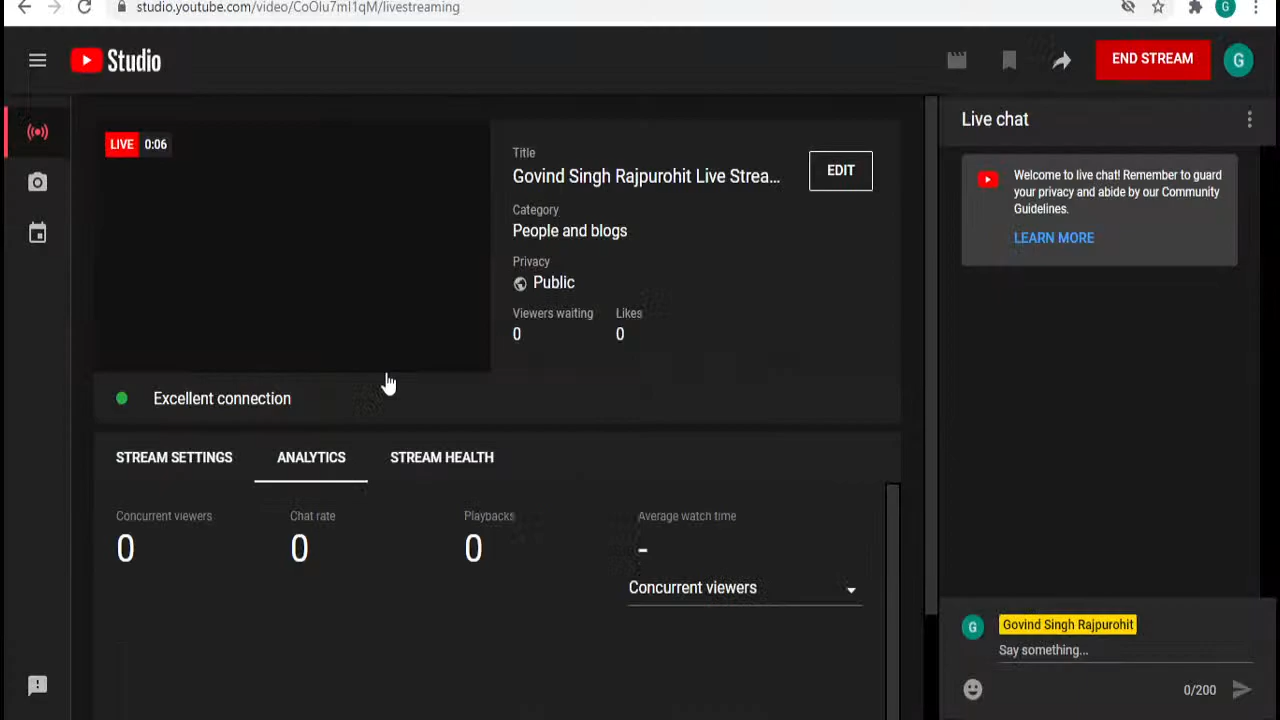 studio.youtube.com/video/CoOlu7mI1qM/livestreaming
G
Studio
END STREAM
G
LIVE 0:06
Title
Govind Singh Rajpurohit Live Strea...
EDIT
Category
People and blogs
Privacy
Public
Viewers waiting
Likes
0
0
Excellent connection
STREAM SETTINGS
ANALYTICS
STREAM HEALTH
Concurrent viewers
Chat rate
Playbacks
Average watch time
0
0
0
-
Concurrent viewers
Live chat
Welcome to live chat! Remember to guard
your privacy and abide by our Community
Guidelines.
LEARN MORE
G
Govind Singh Rajpurohit
Say something...
0/200